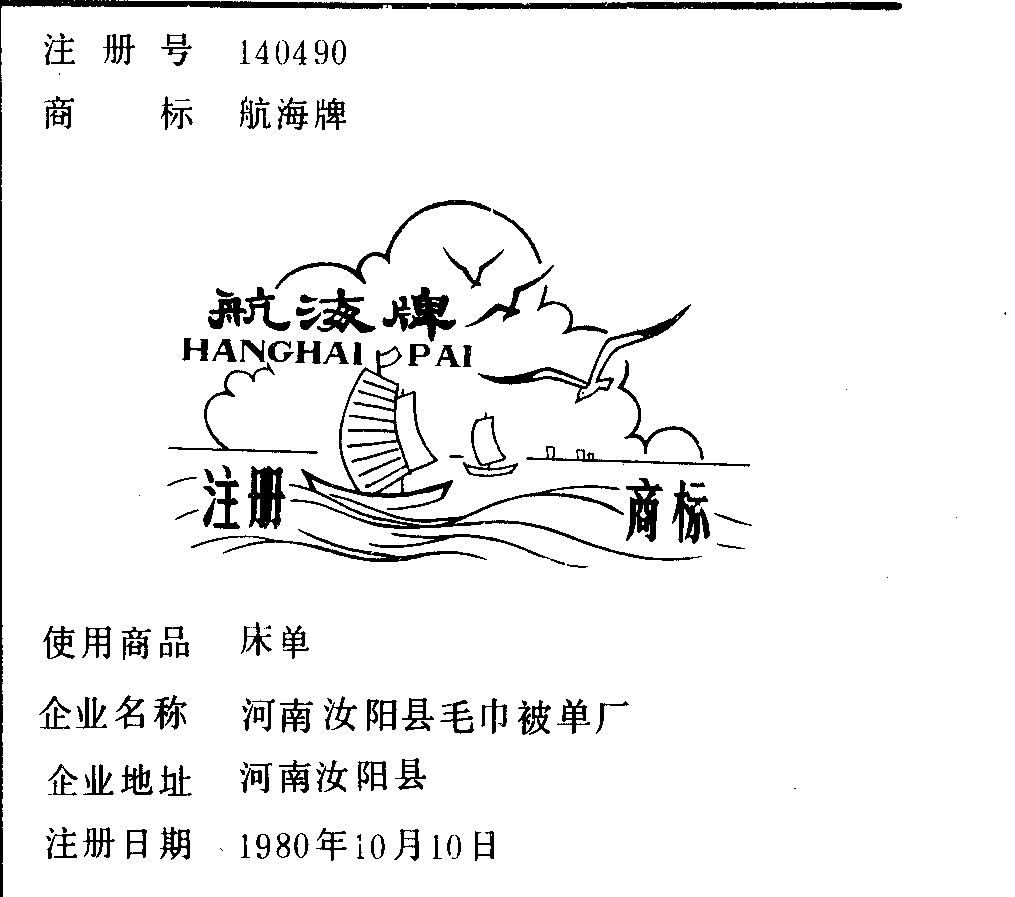 注册号 140490
商标 航海牌
航海牌
HANGHAI PAI
注册 商标
使用商品 床单
企业名称 河南汝阳县毛巾被单厂
企业地址 河南汝阳县
注册日期 1980年10月10日